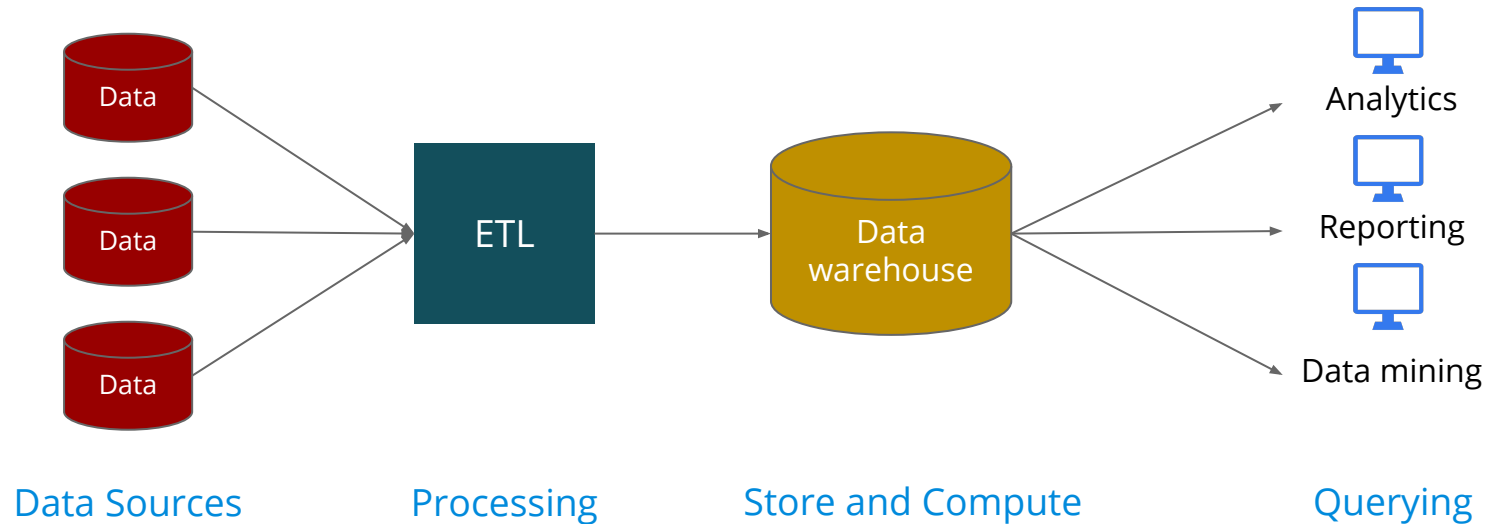 Data
Data
Data
ETL
Data
warehouse
Analytics
Reporting
Data mining
Data Sources
Processing
Store and Compute
Querying